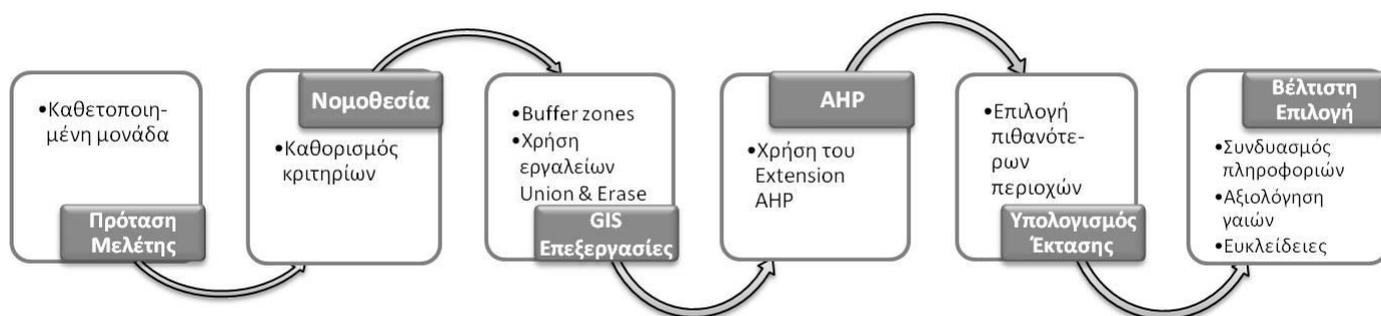 •Καθετοποιη-
μένη μονάδα
Πρόταση
Μελέτης
Νομοθεσία
•Καθορισμός
κριτηρίων
•Buffer zones
•Χρήση
εργαλείων
Union & Erase
GIS
Επεξεργασίες
AHP
•Χρήση του
Extension
AHP
•Επιλογή
πιθανότε-
ρων
περιοχών
Υπολογισμός
Έκτασης
Βέλτιστη
Επιλογή
•Συνδυασμός
πληροφοριών
•Αξιολόγηση
γαιών
•Ευκλείδειες